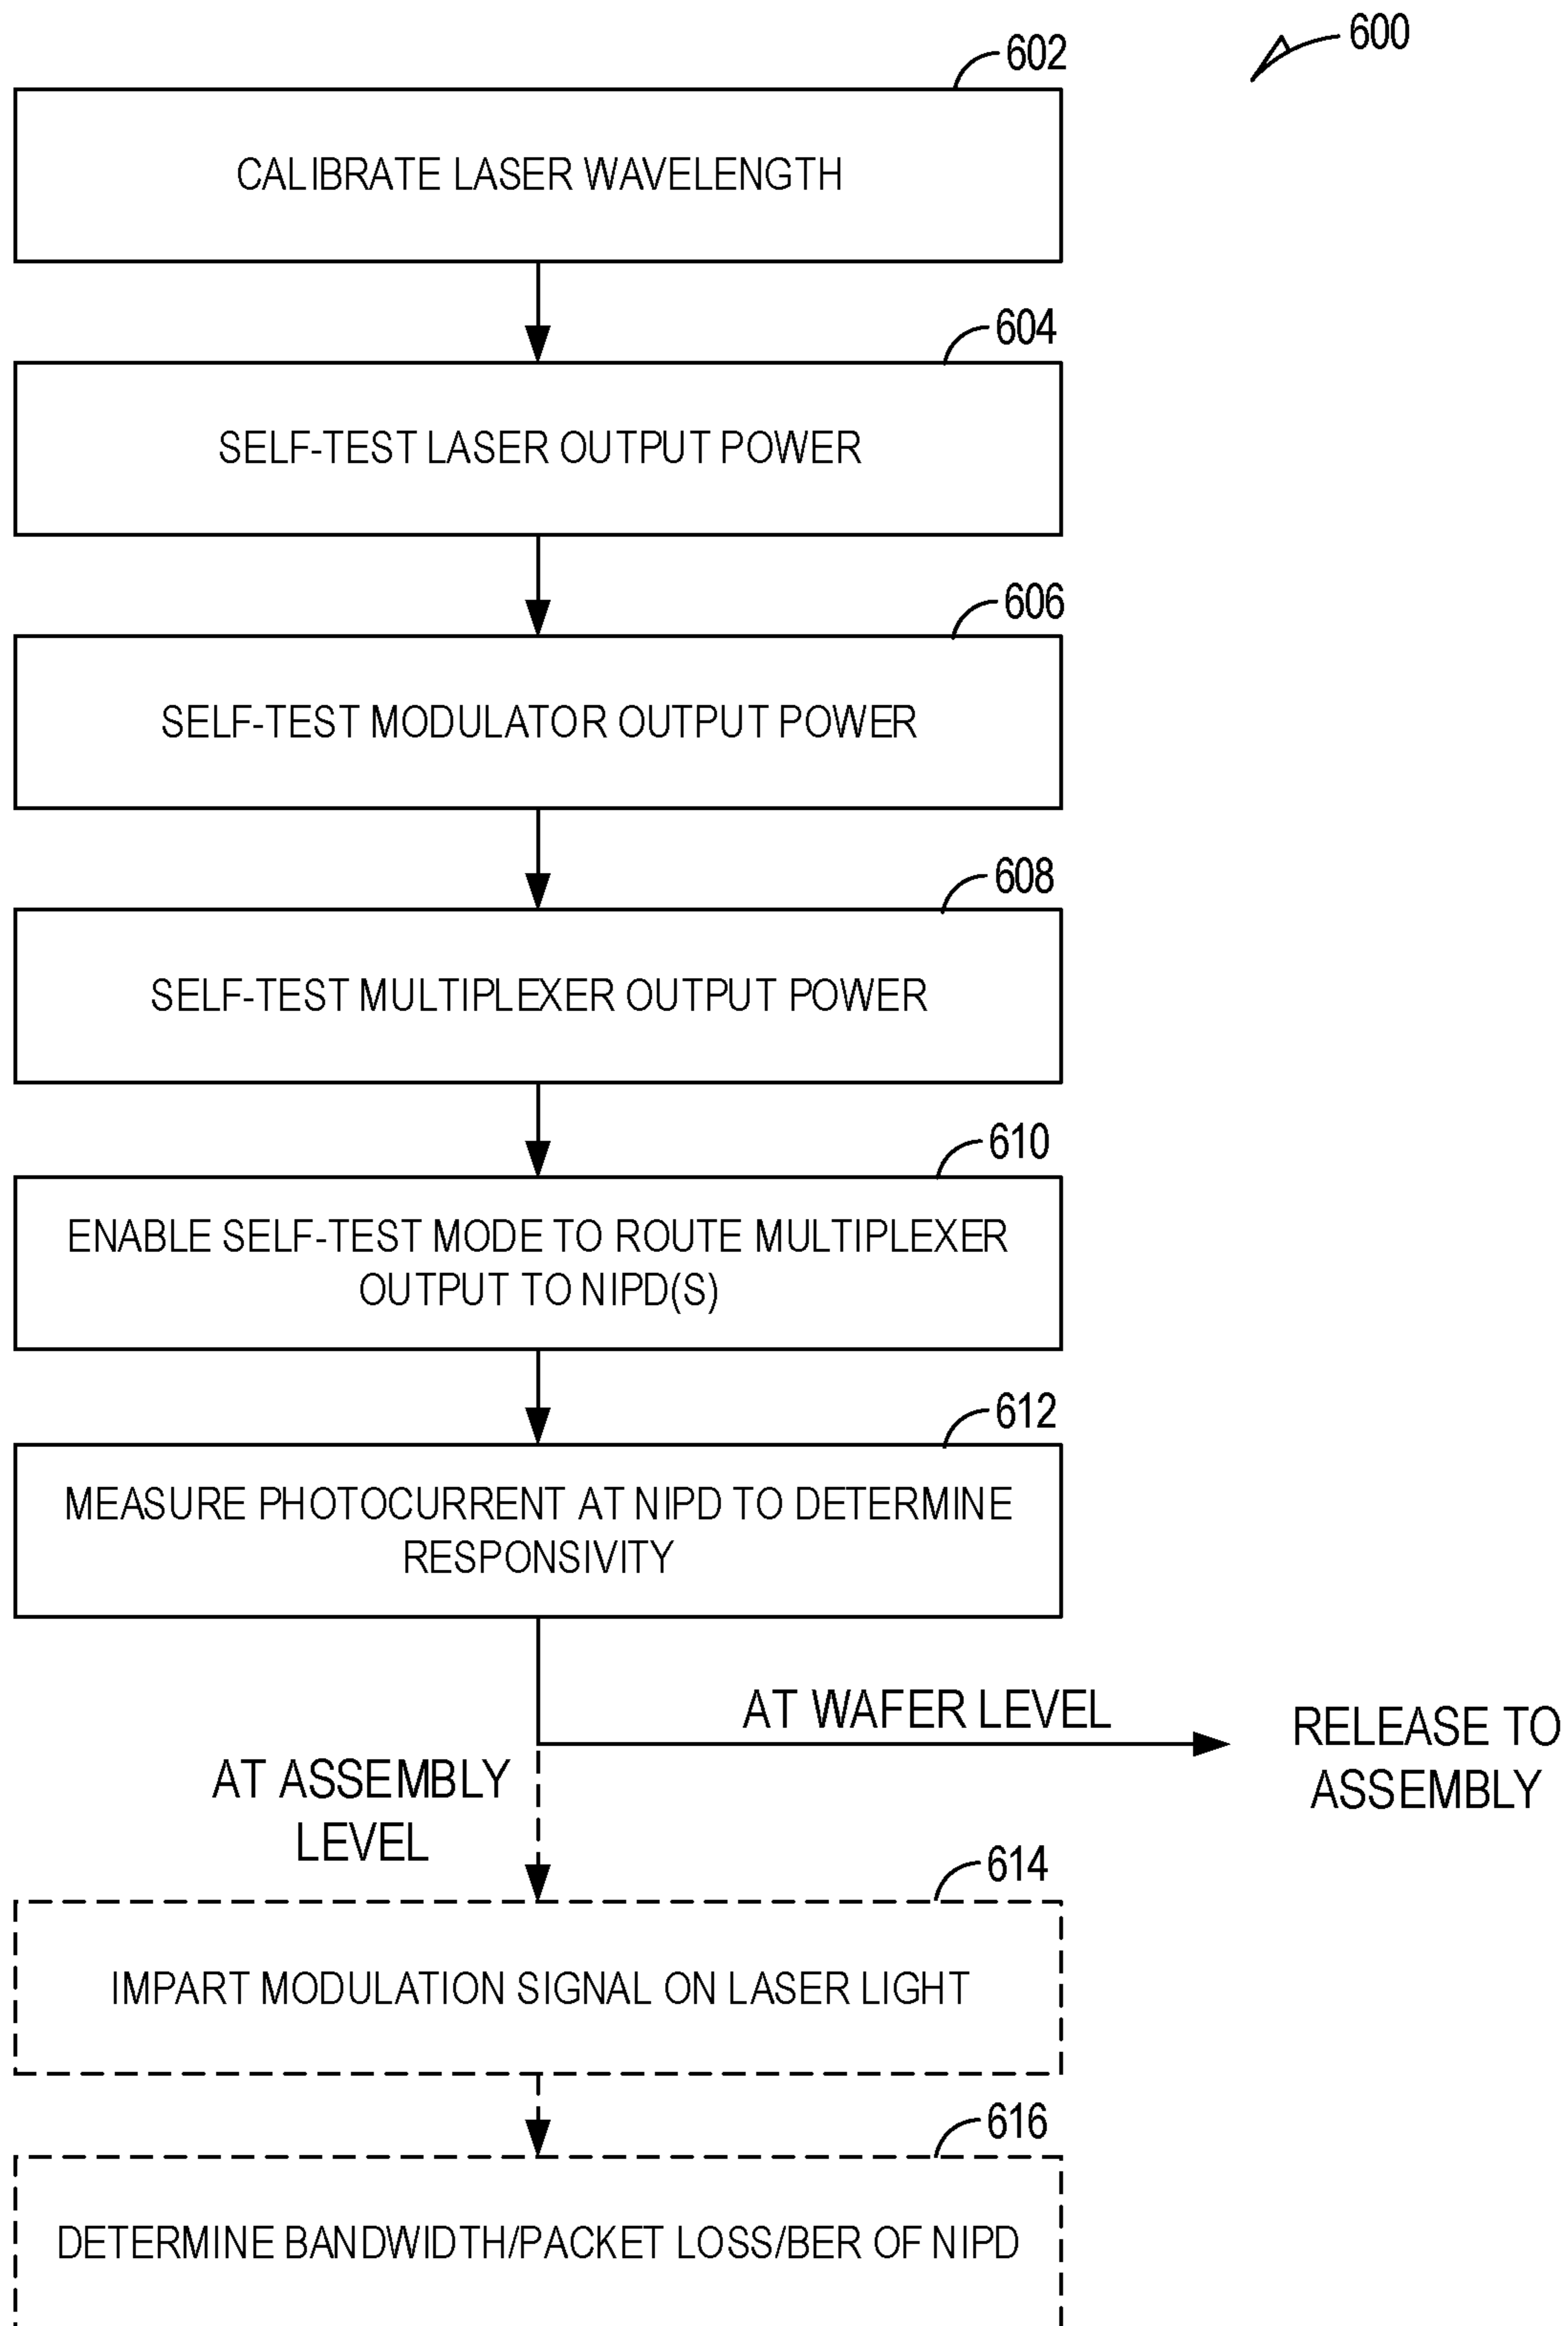 600
602
CALIBRATE LASER WAVELENGTH
604
SELF-TEST LASER OUTPUT POWER
606
SELF-TEST MODULATOR OUTPUT POWER
608
SELF-TEST MULTIPLEXER OUTPUT POWER
610
ENABLE SELF-TEST MODE TO ROUTE MULTIPLEXER
OUTPUT TO NIPD(S)
612
MEASURE PHOTOCURRENT AT NIPD TO DETERMINE
RESPONSIVITY
AT WAFER LEVEL
RELEASE TO
ASSEMBLY
AT ASSEMBLY
LEVEL
614
IMPART MODULATION SIGNAL ON LASER LIGHT
616
DETERMINE BANDWIDTH/PACKET LOSS/BER OF NIPD